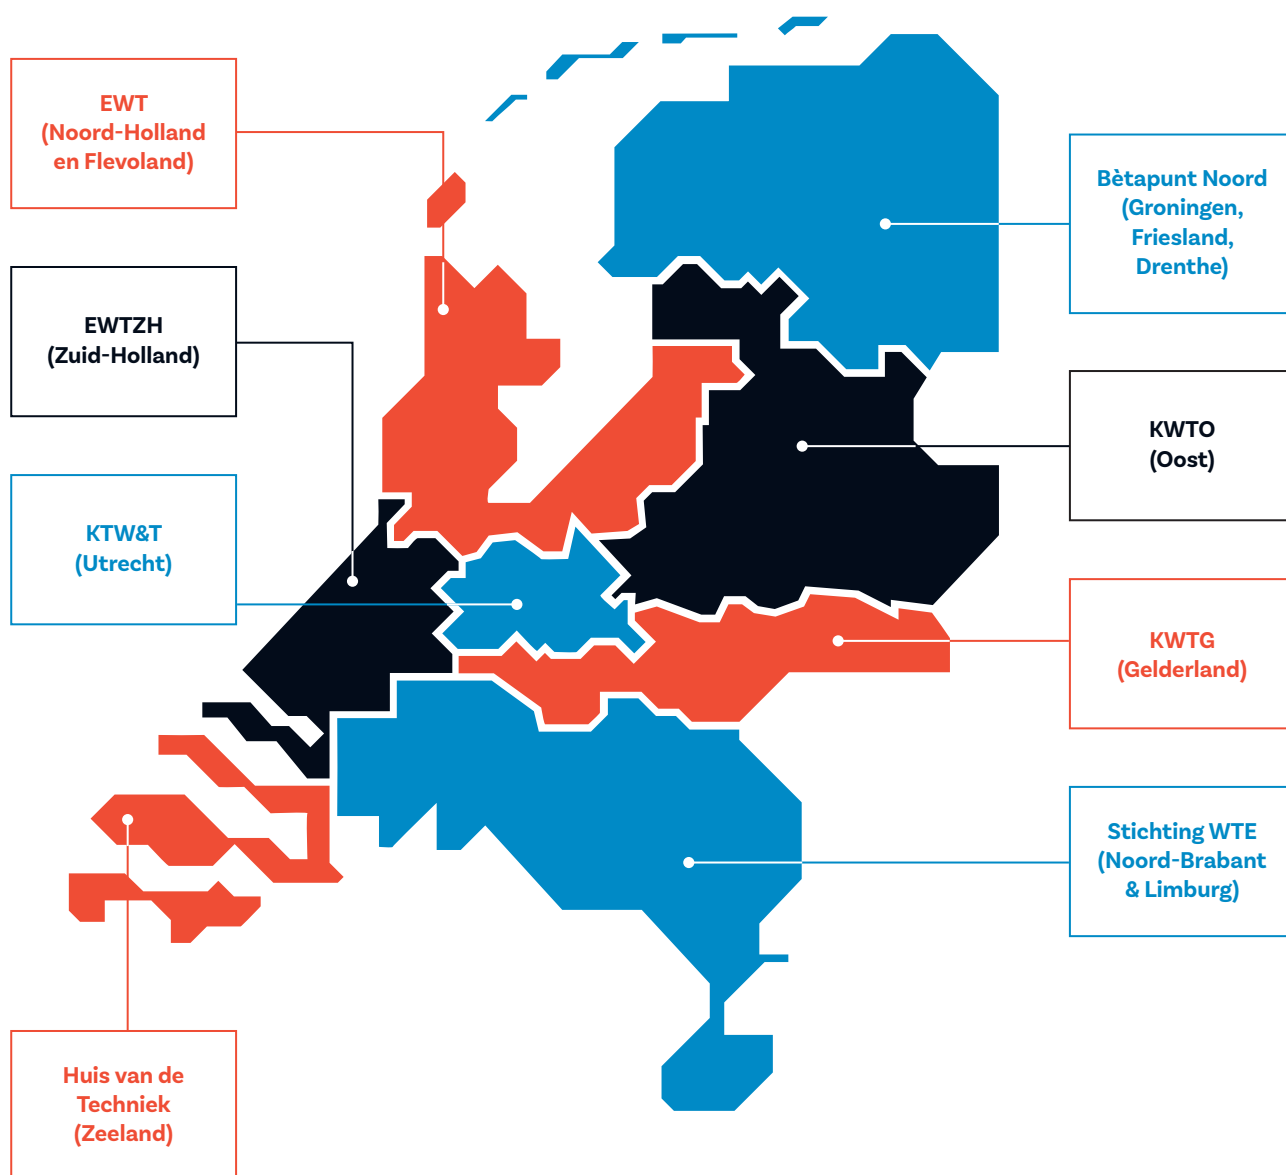 EWT
(Noord-Holland
en Flevoland)
EWTZH
(Zuid-Holland)
KTW&T
(Utrecht)
Huis van de
Techniek
(Zeeland)
Bètapunt Noord
(Groningen,
Friesland,
Drenthe)
KWTO
(Oost)
KWTG
(Gelderland)
Stichting WTE
(Noord-Brabant
& Limburg)